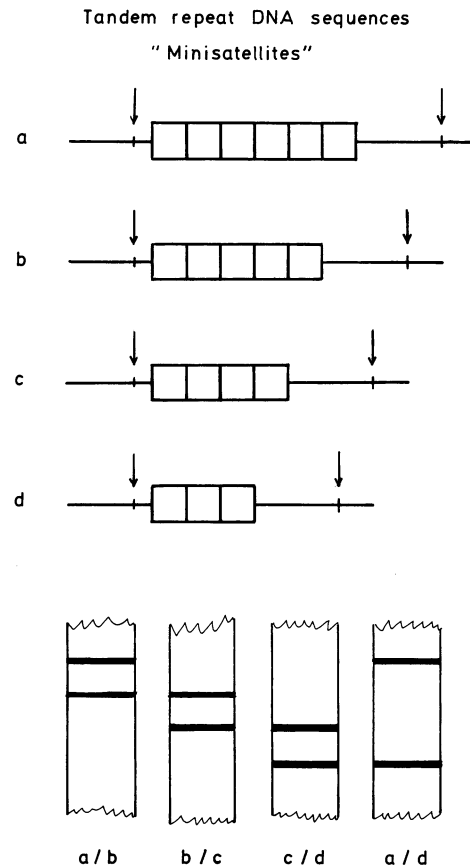 Tandem repeat DNA sequences
"Minisatellites"
a
b
c
d
a/b b/c c/d a/d